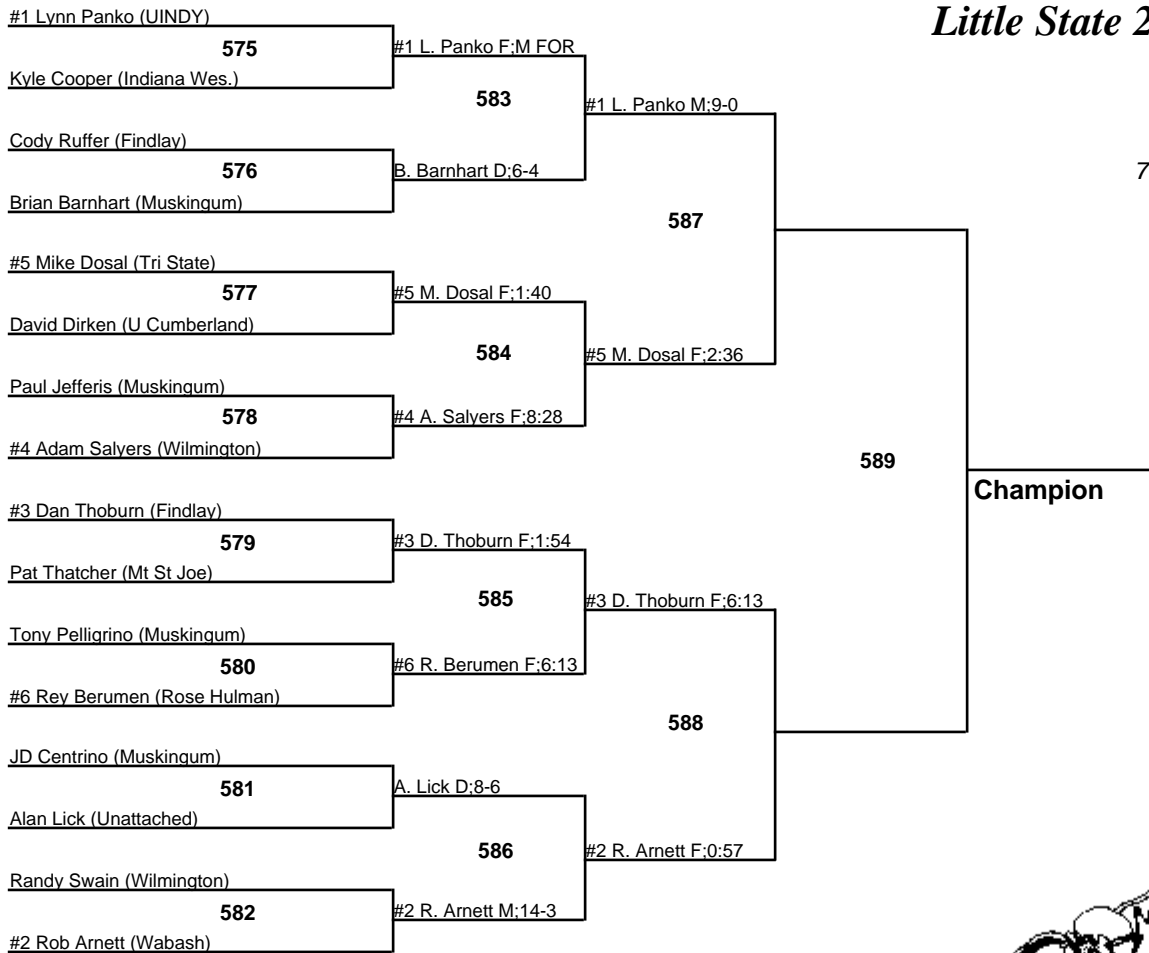 #1 Lynn Panko (UINDY)
Little State 2
575
#1 L. Panko F;M FOR
Kyle Cooper (Indiana Wes.)
583
#1 L. Panko M;9-0
Cody Ruffer (Findlay)
576
B. Barnhart D;6-4
7
Brian Barnhart (Muskingum)
587
#5 Mike Dosal (Tri State)
577
#5 M. Dosal F;1:40
David Dirken (U Cumberland)
584
#5 M. Dosal F;2:36
Paul Jefferis (Muskingum)
578
#4 A. Salyers F;8:28
#4 Adam Salyers (Wilmington)
589
Champion
#3 Dan Thoburn (Findlay)
579
#3 D. Thoburn F;1:54
Pat Thatcher (Mt St Joe)
585
#3 D. Thoburn F;6:13
Tony Pelligrino (Muskingum)
580
#6 R. Berumen F;6:13
#6 Rey Berumen (Rose Hulman)
588
JD Centrino (Muskingum)
581
A. Lick D;8-6
Alan Lick (Unattached)
586
#2 R. Arnett F;0:57
Randy Swain (Wilmington)
582
#2 R. Arnett M;14-3
#2 Rob Arnett (Wabash)